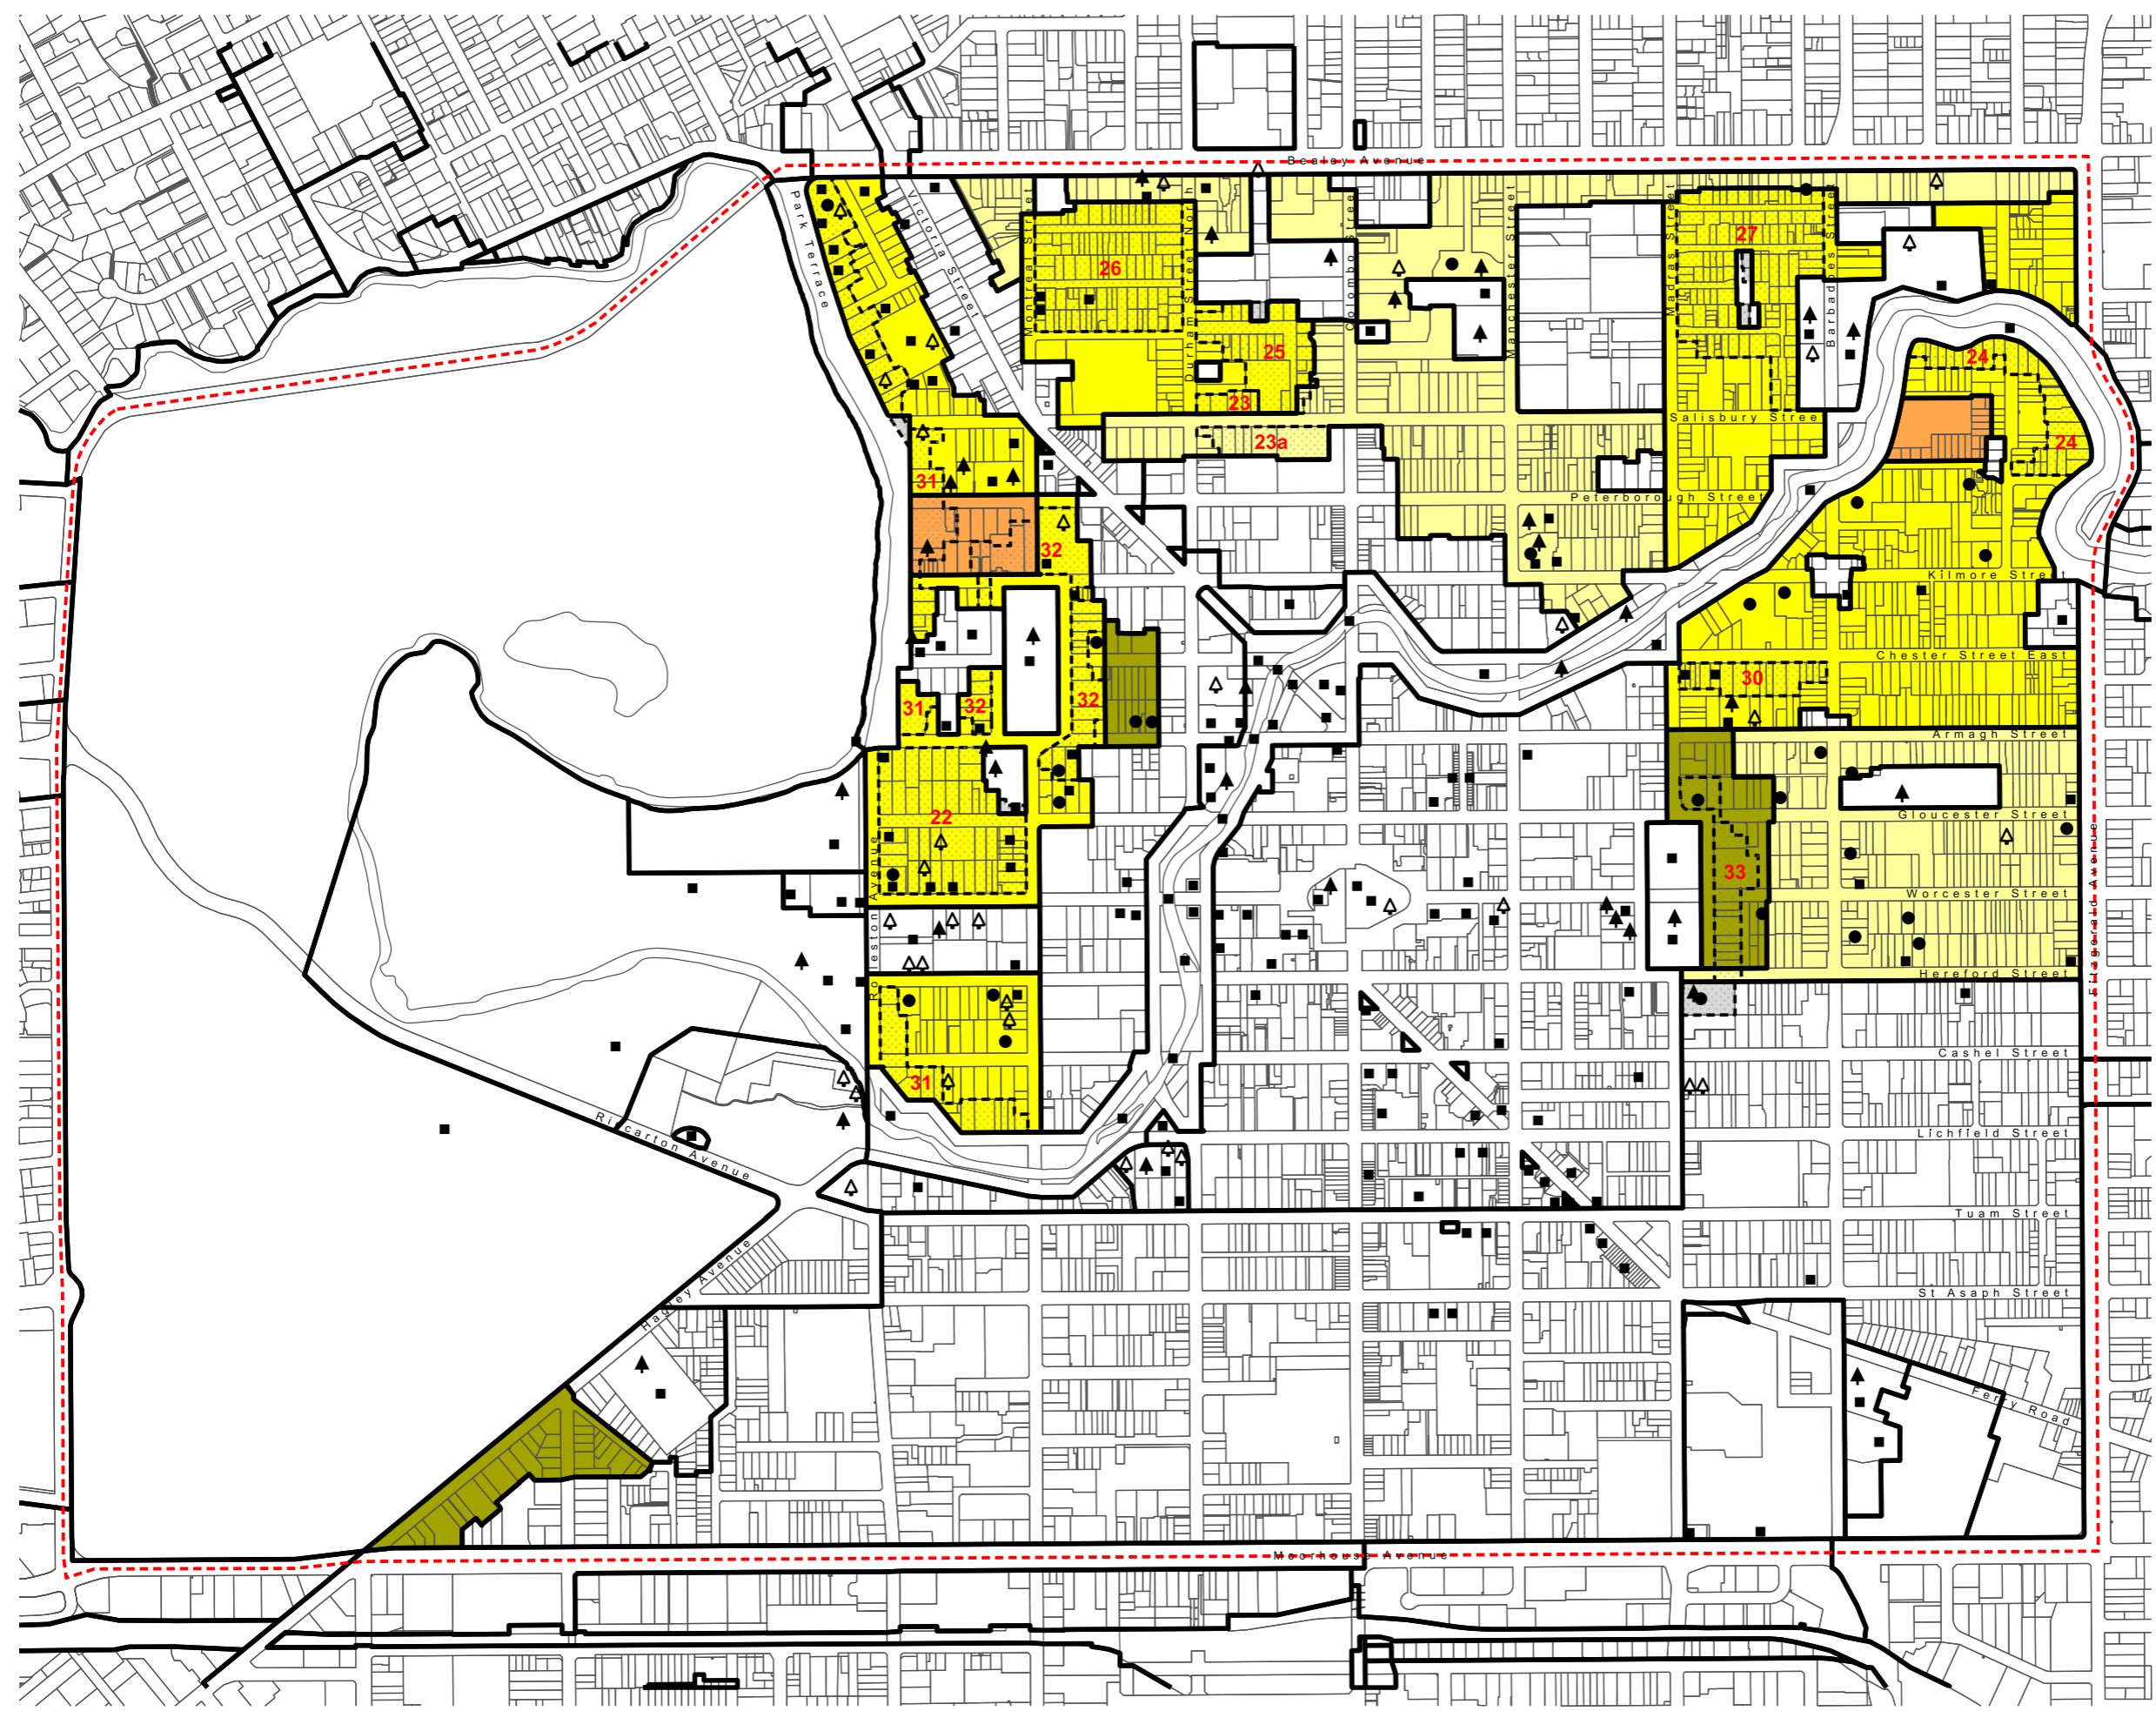 Bealey Avenue
Park Terrace
Victoria Street
Montreal Street
Durham Street North
Colombo Street
Manchester Street
Madras Street
Barbadoes Street
27
26
25
24
23
Salisbury Street
23a
24
31
Peterborough Street
32
Kilmore Street
Chester Street East
30
31
32
32
Armagh Street
22
Gloucester Street
33
Worcester Street
Rolleston Avenue
Fitzgerald Avenue
Hereford Street
Cashel Street
31
Riccarton Avenue
Lichfield Street
Tuam Street
Hagley Avenue
St Asaph Street
Ferry Road
Moorhouse Avenue